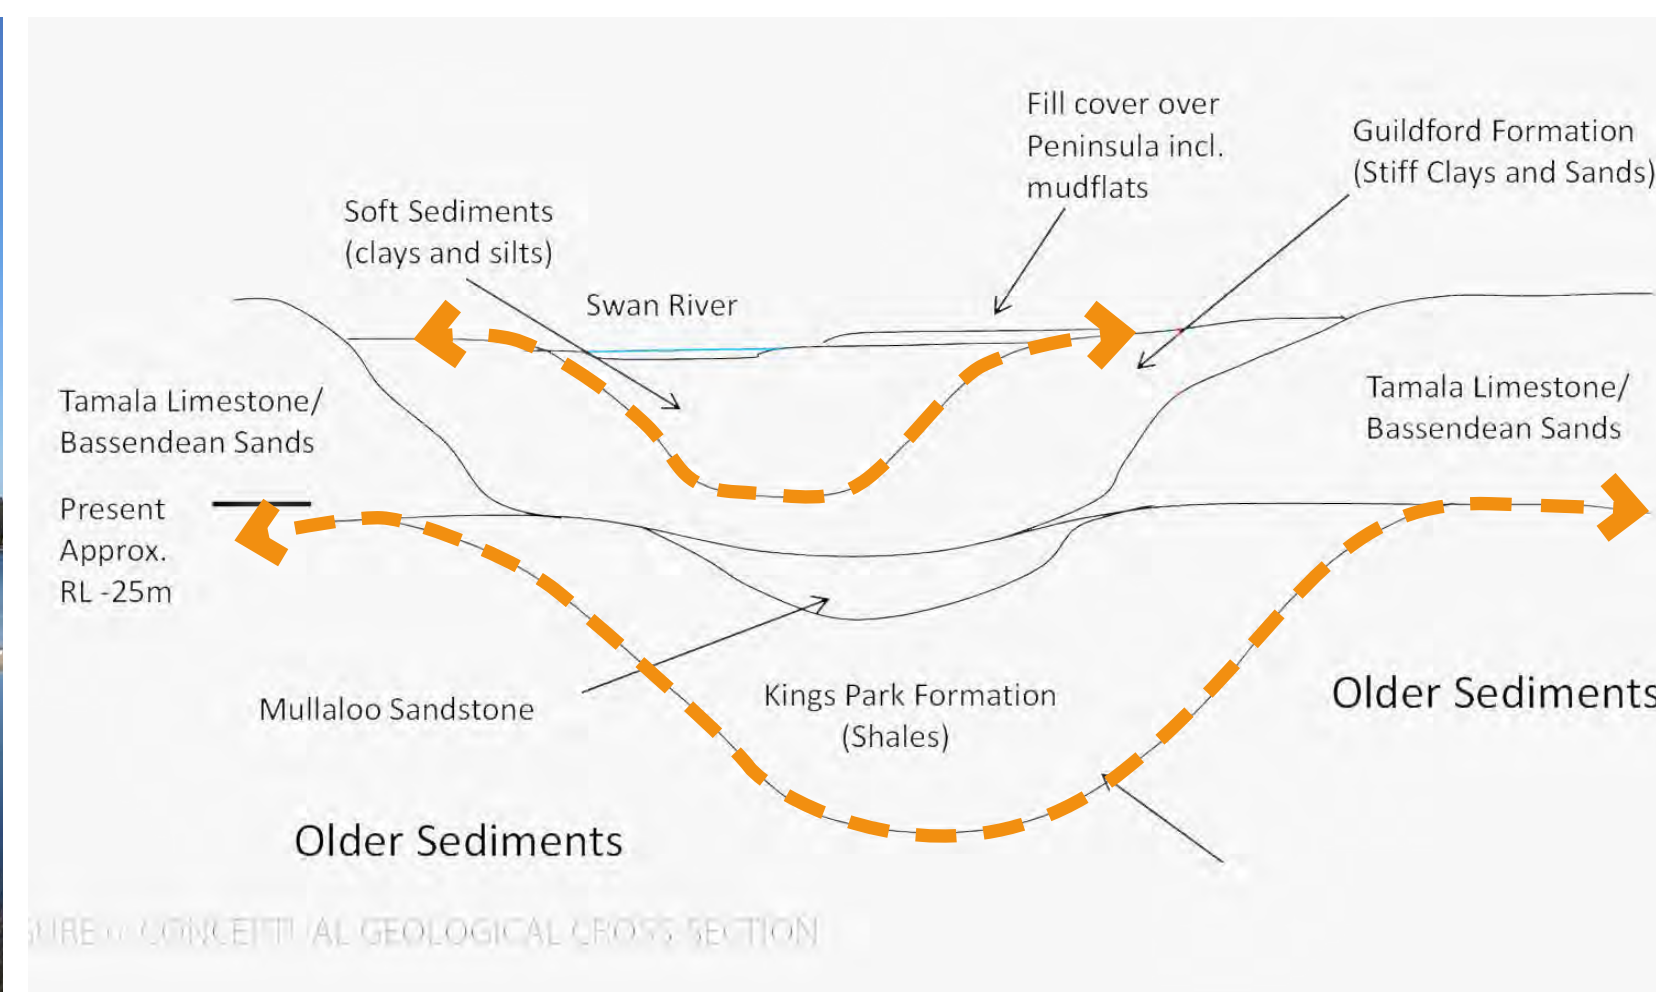 Fill cover over
Peninsula incl.
mudflats
Guildford Formation
(Stiff Clays and Sands)
Soft Sediments
(clays and silts)
Swan River
Tamala Limestone/
Bassendean Sands
Tamala Limestone/
Bassendean Sands
Present
Approx.
RL -25m
Mullaloo Sandstone
Kings Park Formation
(Shales)
Older Sediments
Older Sediments
CONCEPTUAL GEOLOGICAL CROSS SECTION